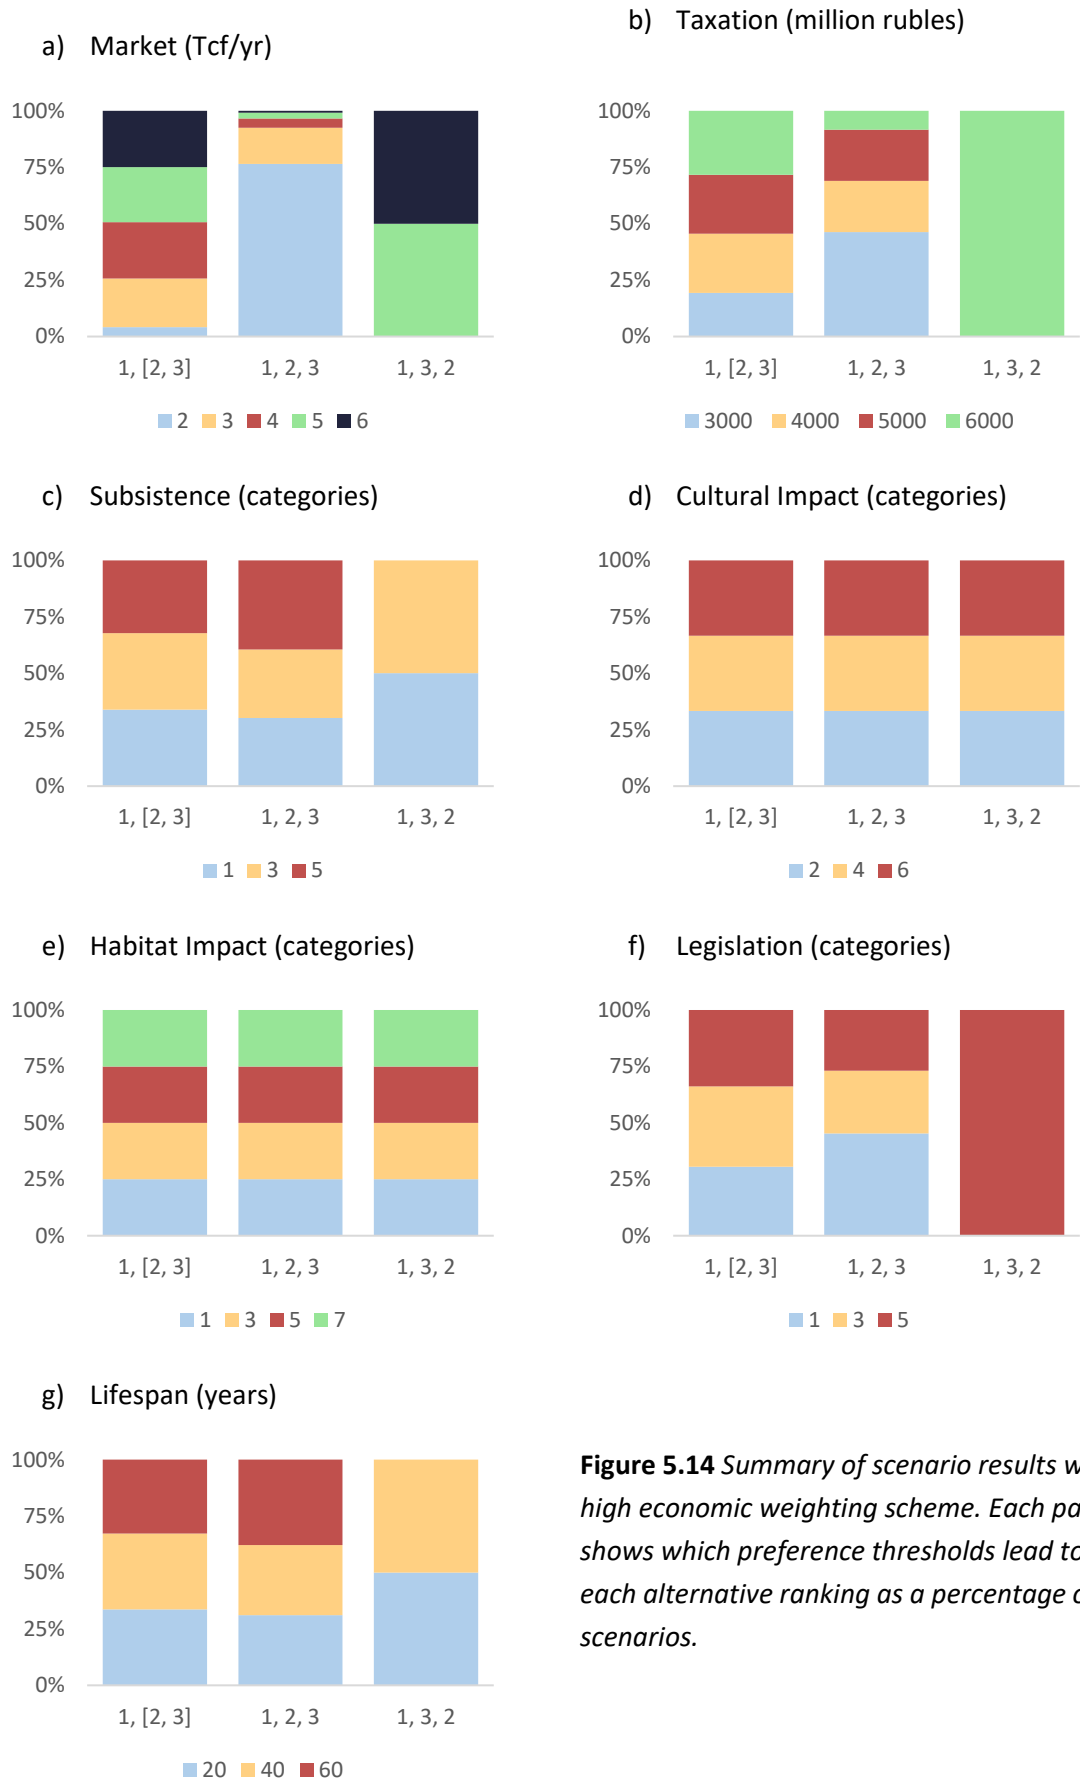 a) Market (Tcf/yr)
100%
75%
50%
25%
0%
1, [2, 3] 1, 2, 3 1, 3, 2
2 3 4 5 6
b) Taxation (million rubles)
100%
75%
50%
25%
0%
1, [2, 3] 1, 2, 3 1, 3, 2
3000 4000 5000 6000
c) Subsistence (categories)
100%
75%
50%
25%
0%
1, [2, 3] 1, 2, 3 1, 3, 2
1 3 5
d) Cultural Impact (categories)
100%
75%
50%
25%
0%
1, [2, 3] 1, 2, 3 1, 3, 2
2 4 6
e) Habitat Impact (categories)
100%
75%
50%
25%
0%
1, [2, 3] 1, 2, 3 1, 3, 2
1 3 5 7
f) Legislation (categories)
100%
75%
50%
25%
0%
1, [2, 3] 1, 2, 3 1, 3, 2
1 3 5
g) Lifespan (years)
100%
75%
50%
25%
0%
1, [2, 3] 1, 2, 3 1, 3, 2
20 40 60
Figure 5.14 Summary of scenario results
high economic weighting scheme. Each
shows which preference thresholds lead to
each alternative ranking as a percentage
scenarios.